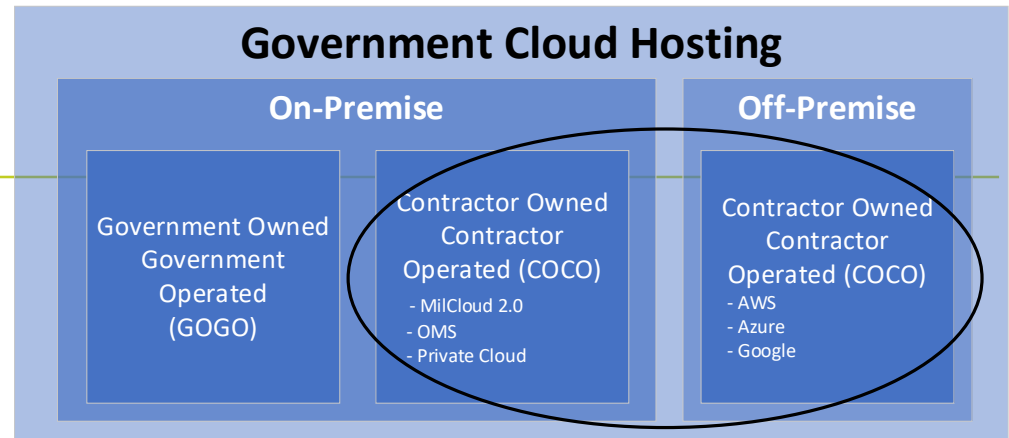 Government Cloud Hosting
On-Premise
Government Owned
Government
Operated
(GOGO)
Contractor Owned
Contractor
Operated (COCO)
- MilCloud 2.0
- OMS
- Private Cloud
Off-Premise
Contractor Owned
Contractor
Operated (COCO)
- AWS
- Azure
- Google